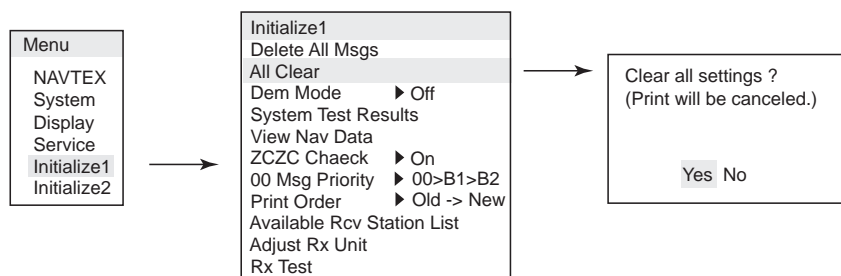 Menu
NAVTEX
System
Display
Service
Initialize1
Initialize2
Initialize1
Delete All Msgs
All Clear
Dem Mode ▶ Off
System Test Results
View Nav Data
ZCZC Chaeck ▶ On
00 Msg Priority ▶ 00>B1>B2
Print Order ▶ Old -> New
Available Rcv Station List
Adjust Rx Unit
Rx Test
Clear all settings ?
(Print will be canceled.)
Yes No